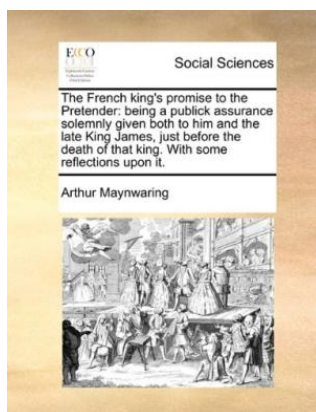 ECCO
Social Sciences
The French king's promise to the
Pretender: being a publick assurance
solemnly given both to him and the
late King James, just before the
death of that king. With some
reflections upon it.
Arthur Maynwaring